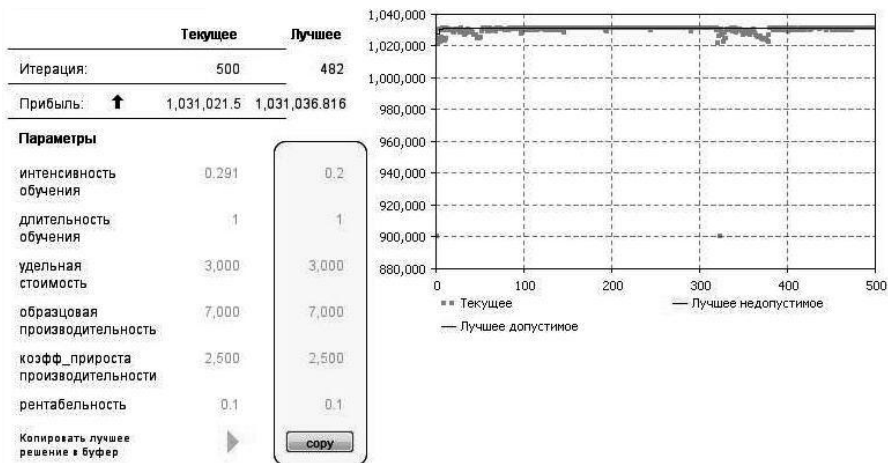 Текущее Лучшее
Итерация: 500 482
Прибыль: 1,031,021.5 1,031,036.816
Параметры
интенсивность
обучения 0.291 0.2
длительность
обучения 1 1
удельная
стоимость 3,000 3,000
образцовая
производительность 7,000 7,000
коэфф_прироста
производительности 2,500 2,500
рентабельность 0.1 0.1
Копировать лучшее
решение в буфер
copy
1,040,000
1,020,000
1,000,000
980,000
960,000
940,000
920,000
900,000
880,000
0 100 200 300 400 500
Текущее
Лучшее недопустимое
Лучшее допустимое